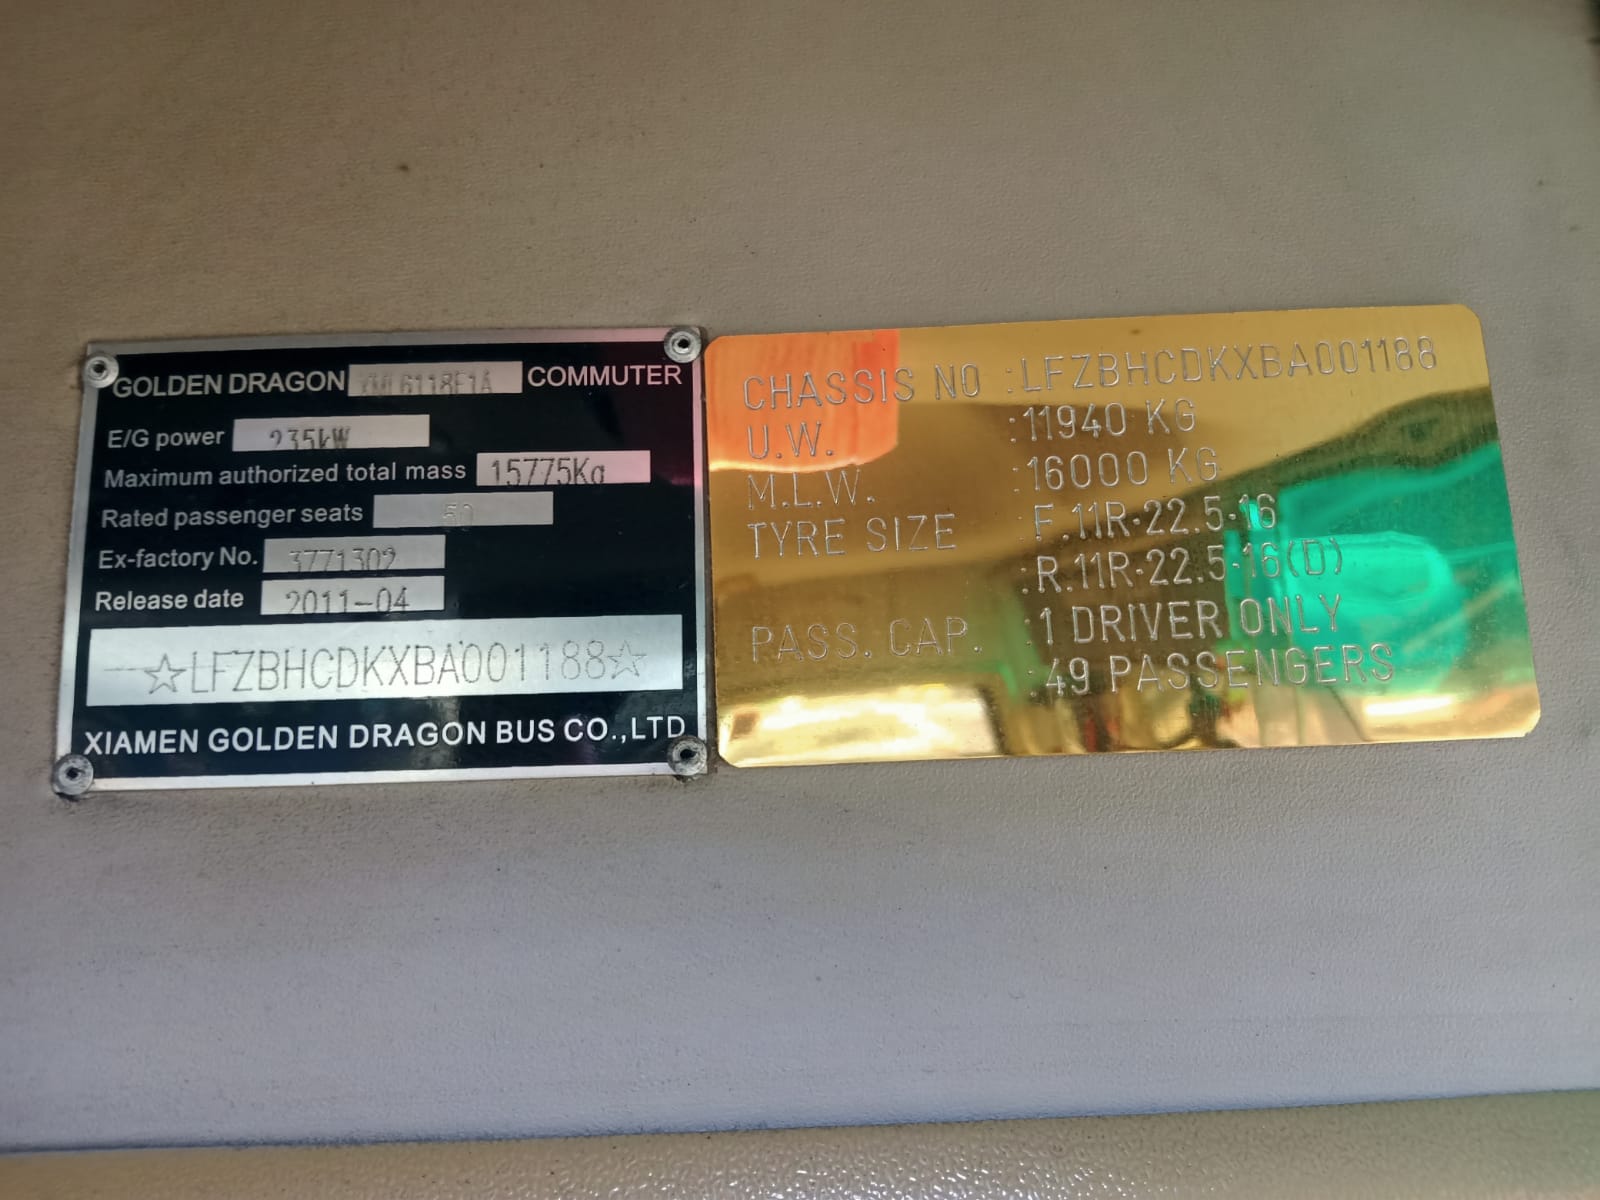 GOLDEN DRAGON XML6118E1A COMMUTER
E/G power 235kW
Maximum authorized total mass 15775Kg
Rated passenger seats 50
Ex-factory No. 3771302
Release date 2011-04
☆LFZBHCDKXBA001188☆
XIAMEN GOLDEN DRAGON BUS CO.,LTD
CHASSIS NO :LFZBHCDKXBA001188
U.W. :11940 KG
M.L.W. :16000 KG
TYRE SIZE :F.11R-22.5-16
:R.11R-22.5-16(D)
PASS. CAP. :1 DRIVER ONLY
:49 PASSENGERS